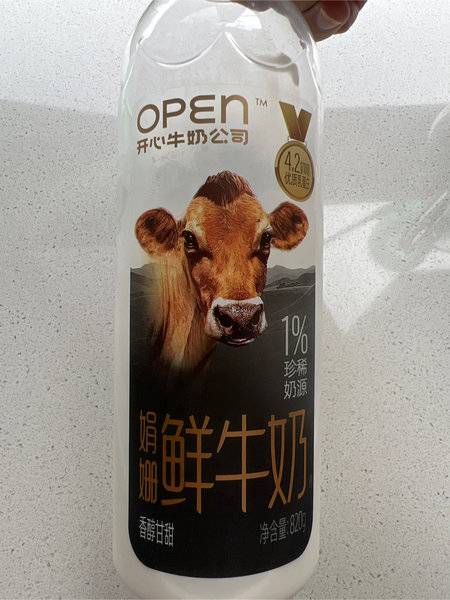 OPEN™
开心牛奶公司
4.2
优质乳蛋白
1%
珍稀
奶源
娟姗
鲜牛奶
香醇甘甜
净含量:820g